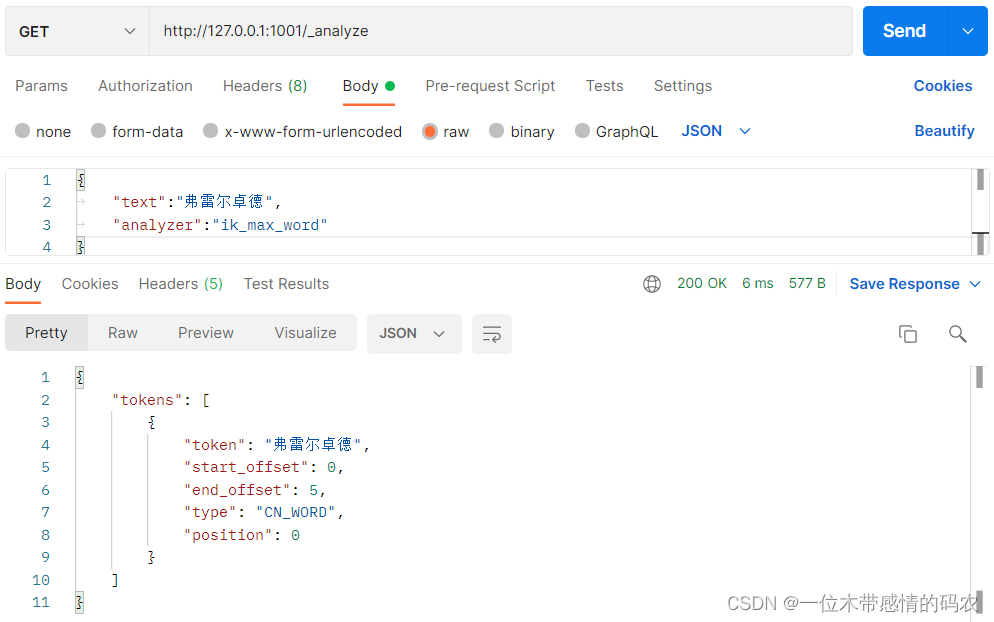 GET http://127.0.0.1:1001/_analyze Send
Params Authorization Headers (8) Body Pre-request Script Tests Settings Cookies
none form-data x-www-form-urlencoded raw binary GraphQL JSON Beautify
1 {
2 "text":"弗雷尔卓德",
3 "analyzer":"ik_max_word"
4 }
Body Cookies Headers (5) Test Results 200 OK 6 ms 577 B Save Response
Pretty Raw Preview Visualize JSON
1 {
2 "tokens": [
3 {
4 "token": "弗雷尔卓德",
5 "start_offset": 0,
6 "end_offset": 5,
7 "type": "CN_WORD",
8 "position": 0
9 }
10 ]
11 }
CSDN @一位木带感情的码农